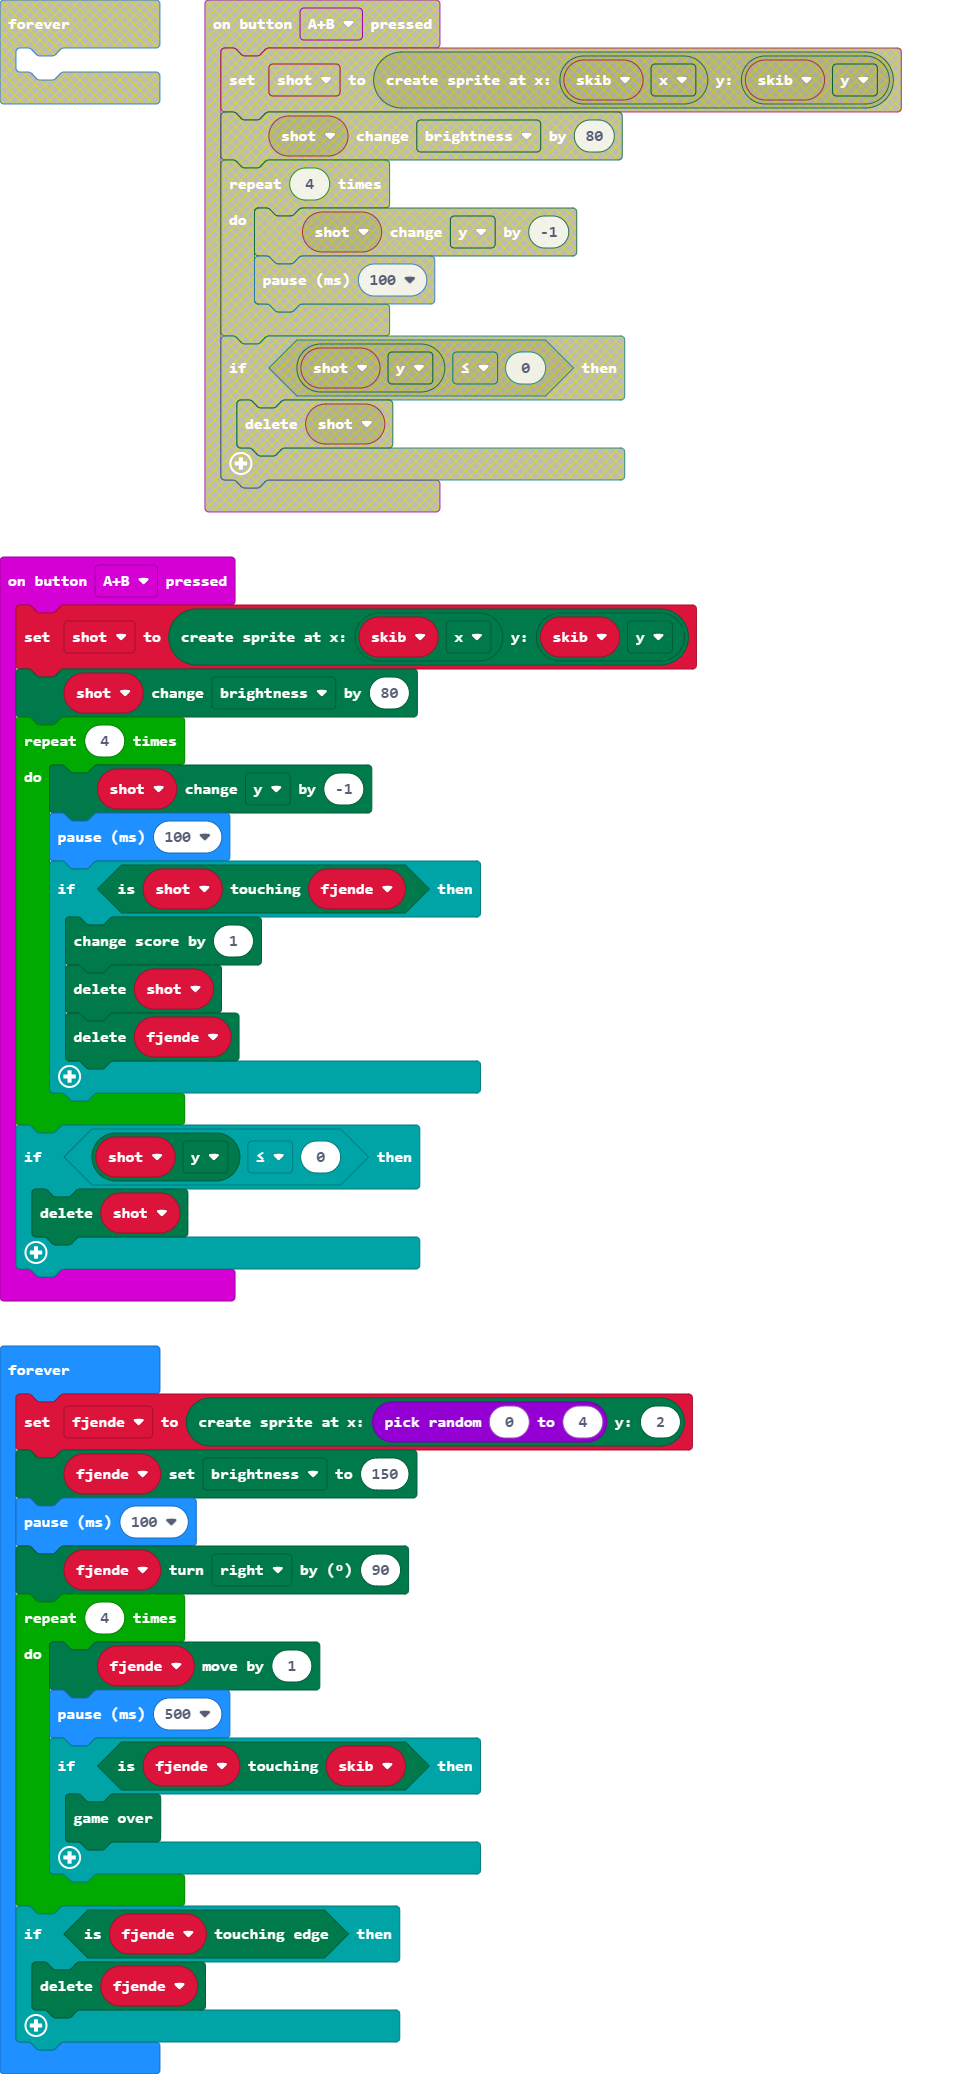 forever
on button A+B pressed
set shot to create sprite at x: skib x y: skib y
shot change brightness by 80
repeat 4 times
do
shot change y by -1
pause (ms) 100
if shot y ≤ 0 then
delete shot
on button A+B pressed
set shot to create sprite at x: skib x y: skib y
shot change brightness by 80
repeat 4 times
do
shot change y by -1
pause (ms) 100
if is shot touching fjende then
change score by 1
delete shot
delete fjende
if shot y ≤ 0 then
delete shot
forever
set fjende to create sprite at x: pick random 0 to 4 y: 2
fjende set brightness to 150
pause (ms) 100
fjende turn right by (º) 90
repeat 4 times
do
fjende move by 1
pause (ms) 500
if is fjende touching skib then
game over
if is fjende touching edge then
delete fjende